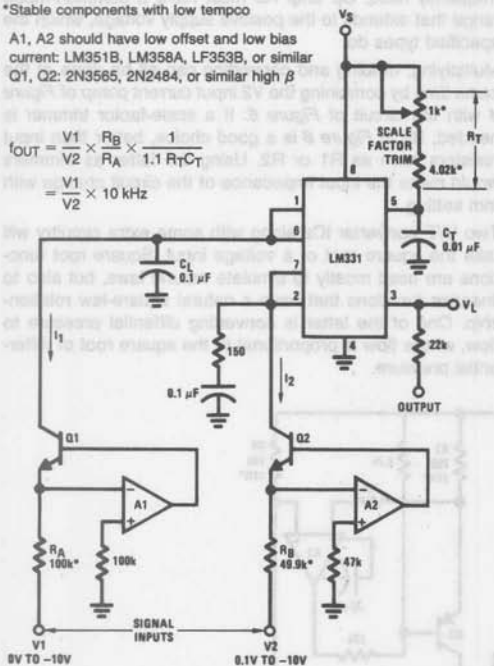 *Stable components with low tempco
A1, A2 should have low offset and low bias
current: LM351B, LM358A, LF353B, or similar
Q1, Q2: 2N3565, 2N2484, or similar high β
fOUT = V1/V2 × RB/RA × 1/(1.1 RTCT)
= V1/V2 × 10 kHz
VS
1k*
SCALE
FACTOR
TRIM
RT
4.02k*
8
1
6
7
2
5
4
LM331
CT
0.01 μF
CL
0.1 μF
VL
150
22k
0.1 μF
OUTPUT
I1
I2
Q1
Q2
A1
A2
RA
100k*
100k
RB
49.9k*
47k
SIGNAL
INPUTS
V1
0V TO −10V
V2
0.1V TO −10V